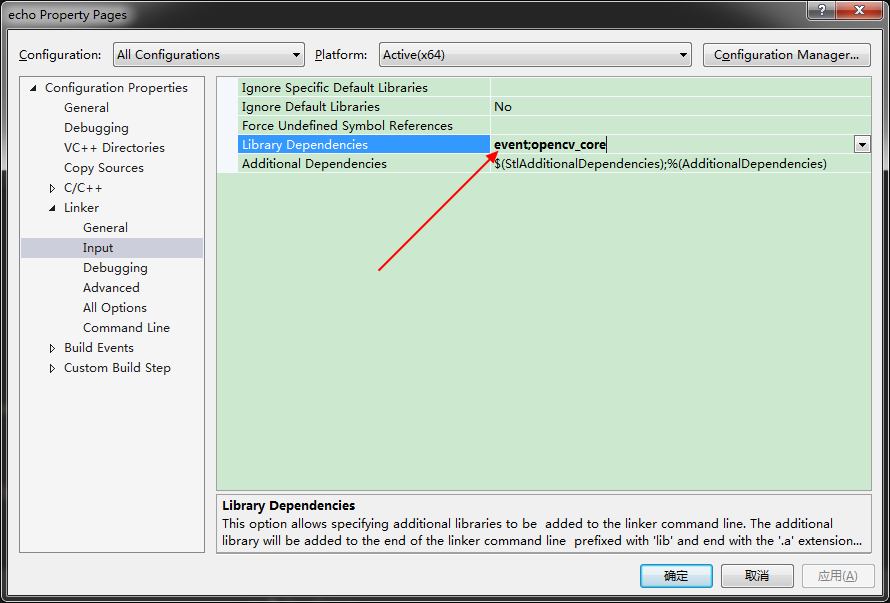 echo Property Pages
Configuration: All Configurations Platform: Active(x64) Configuration Manager...
Configuration Properties
General
Debugging
VC++ Directories
Copy Sources
C/C++
Linker
General
Input
Debugging
Advanced
All Options
Command Line
Build Events
Custom Build Step
Ignore Specific Default Libraries
Ignore Default Libraries No
Force Undefined Symbol References
Library Dependencies event;opencv_core
Additional Dependencies $(StlAdditionalDependencies);%(AdditionalDependencies)
Library Dependencies
This option allows specifying additional libraries to be  added to the linker command line. The additional
library will be added to the end of the linker command line  prefixed with 'lib' and end with the '.a' extension...
确定 取消 应用(A)